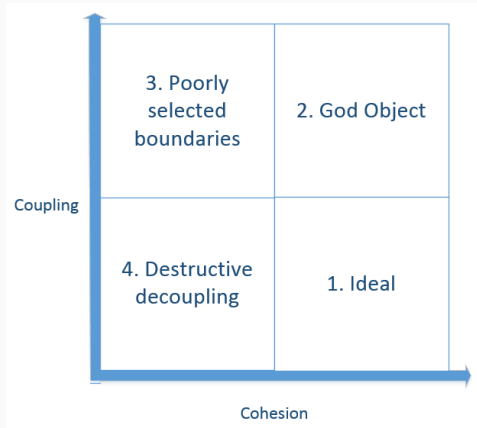 3. Poorly
selected
boundaries
2. God Object
Coupling
4. Destructive
decoupling
1. Ideal
Cohesion